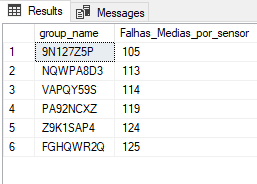 Results Messages
group_name Falhas_Medias_por_sensor
1 9N127Z5P 105
2 NQWPA8D3 113
3 VAPQY59S 114
4 PA92NCXZ 119
5 Z9K1SAP4 124
6 FGHQWR2Q 125